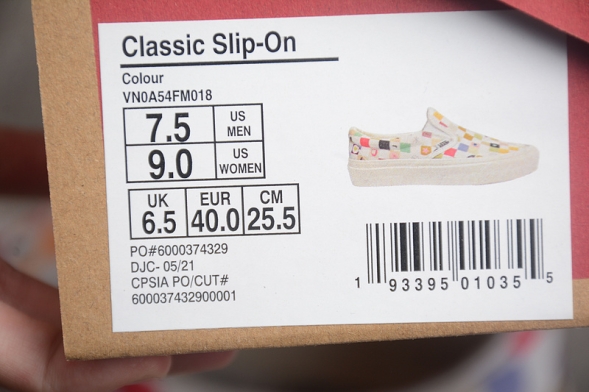 Classic Slip-On
Colour
VN0A54FM018
7.5 US MEN
9.0 US WOMEN
UK EUR CM
6.5 40.0 25.5
PO#6000374329
DJC- 05/21
CPSIA PO/CUT#
600037432900001
1 93395 01035 5